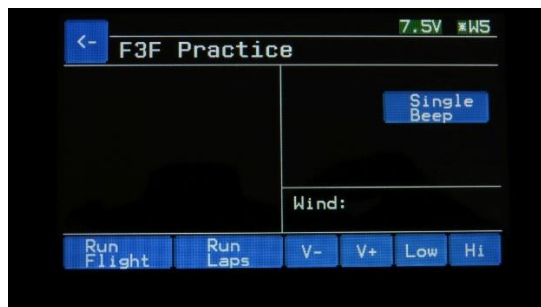 <-
F3F Practice
7.5V
*W5
Single
Beep
Wind:
Run
Flight
Run
Laps
V-
V+
Low
Hi